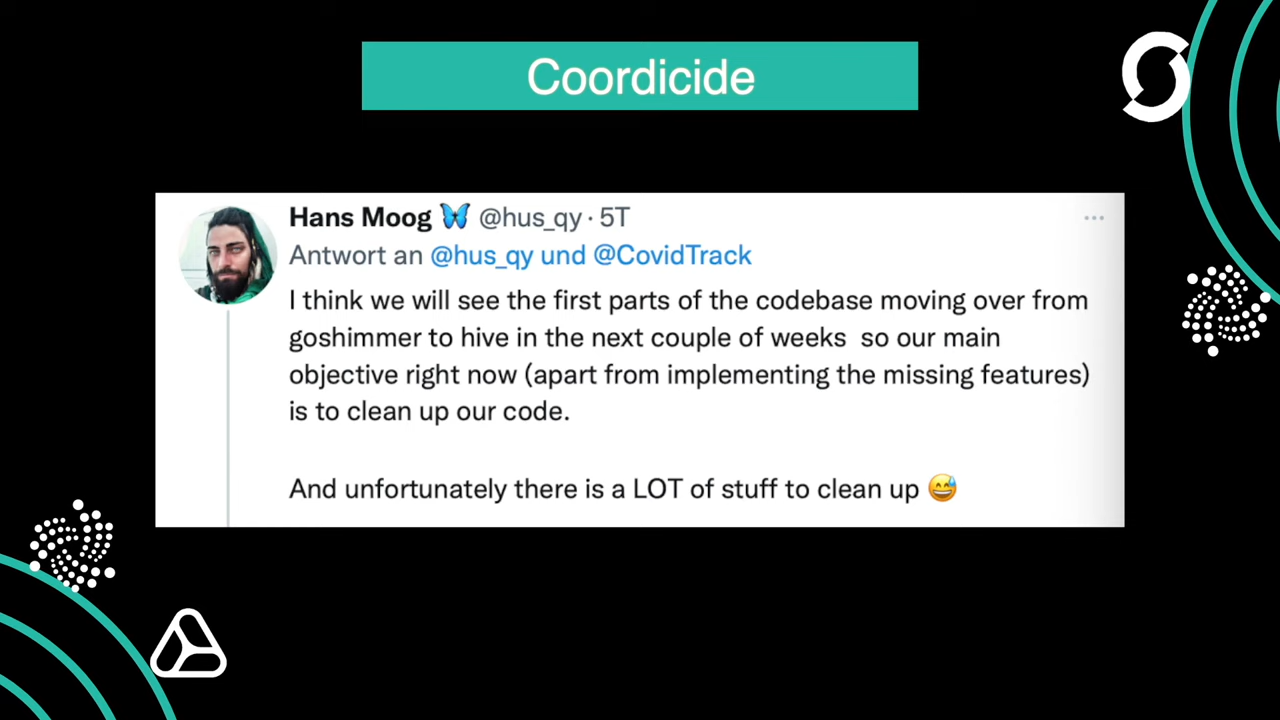 Coordicide
Hans Moog 🦋 @hus_qy · 5T
Antwort an @hus_qy und @CovidTrack
I think we will see the first parts of the codebase moving over from
goshimmer to hive in the next couple of weeks  so our main
objective right now (apart from implementing the missing features)
is to clean up our code.
And unfortunately there is a LOT of stuff to clean up 😅